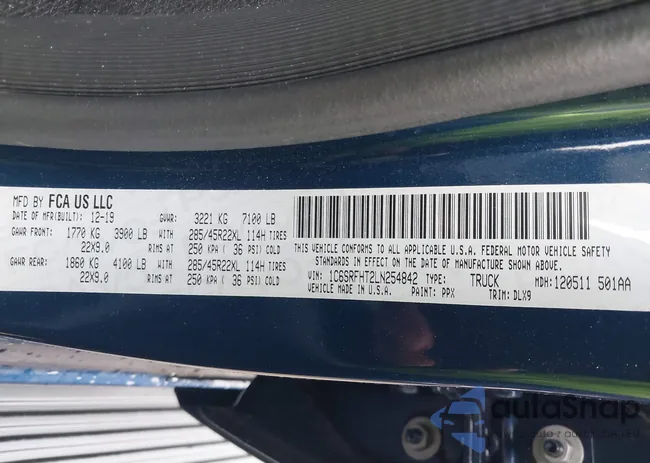 MFD BY FCA US LLC
DATE OF MFR(BUILT): 12-19 GVWR: 3221 KG 7100 LB
GAWR FRONT: 1770 KG 3900 LB WITH 285/45R22XL 114H TIRES
22X9.0 RIMS AT 250 KPA ( 36 PSI) COLD
GAWR REAR: 1860 KG 4100 LB WITH 285/45R22XL 114H TIRES
22X9.0 RIMS AT 250 KPA ( 36 PSI) COLD
THIS VEHICLE CONFORMS TO ALL APPLICABLE U.S.A. FEDERAL MOTOR VEHICLE SAFETY
STANDARDS IN EFFECT ON THE DATE OF MANUFACTURE SHOWN ABOVE.
VIN: 1C6SRFHT2LN254842 TYPE: TRUCK MDH: 120511 501AA
VEHICLE MADE IN U.S.A. PAINT: PPX TRIM: DLX9
autoSnap